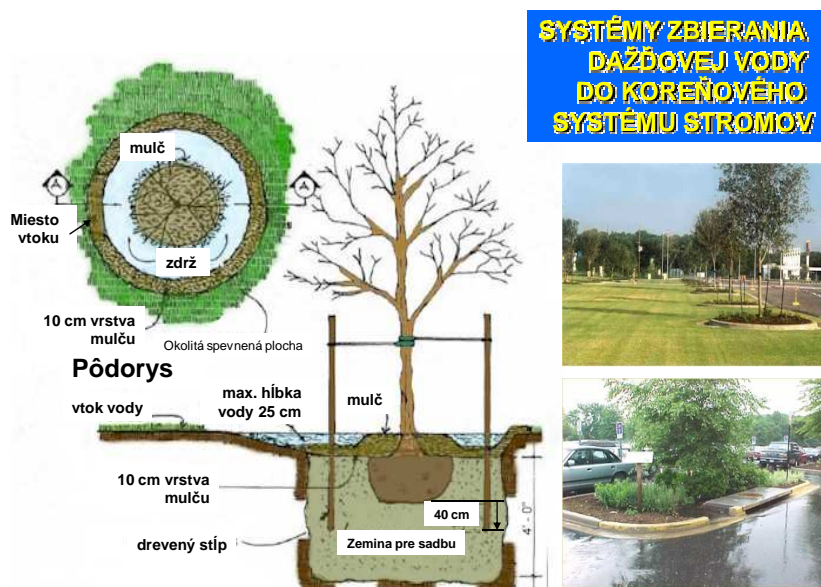 SYSTÉMY ZBIERANIA
DAŽĎOVEJ VODY
DO KOREŇOVÉHO
SYSTÉMU STROMOV
mulč
A
A
Miesto
vtoku
zdrž
10 cm vrstva
mulču
Okolitá spevnená plocha
Pôdorys
max. hĺbka
vody 25 cm
mulč
vtok vody
10 cm vrstva
mulču
40 cm
4'-0"
drevený stĺp
Zemina pre sadbu